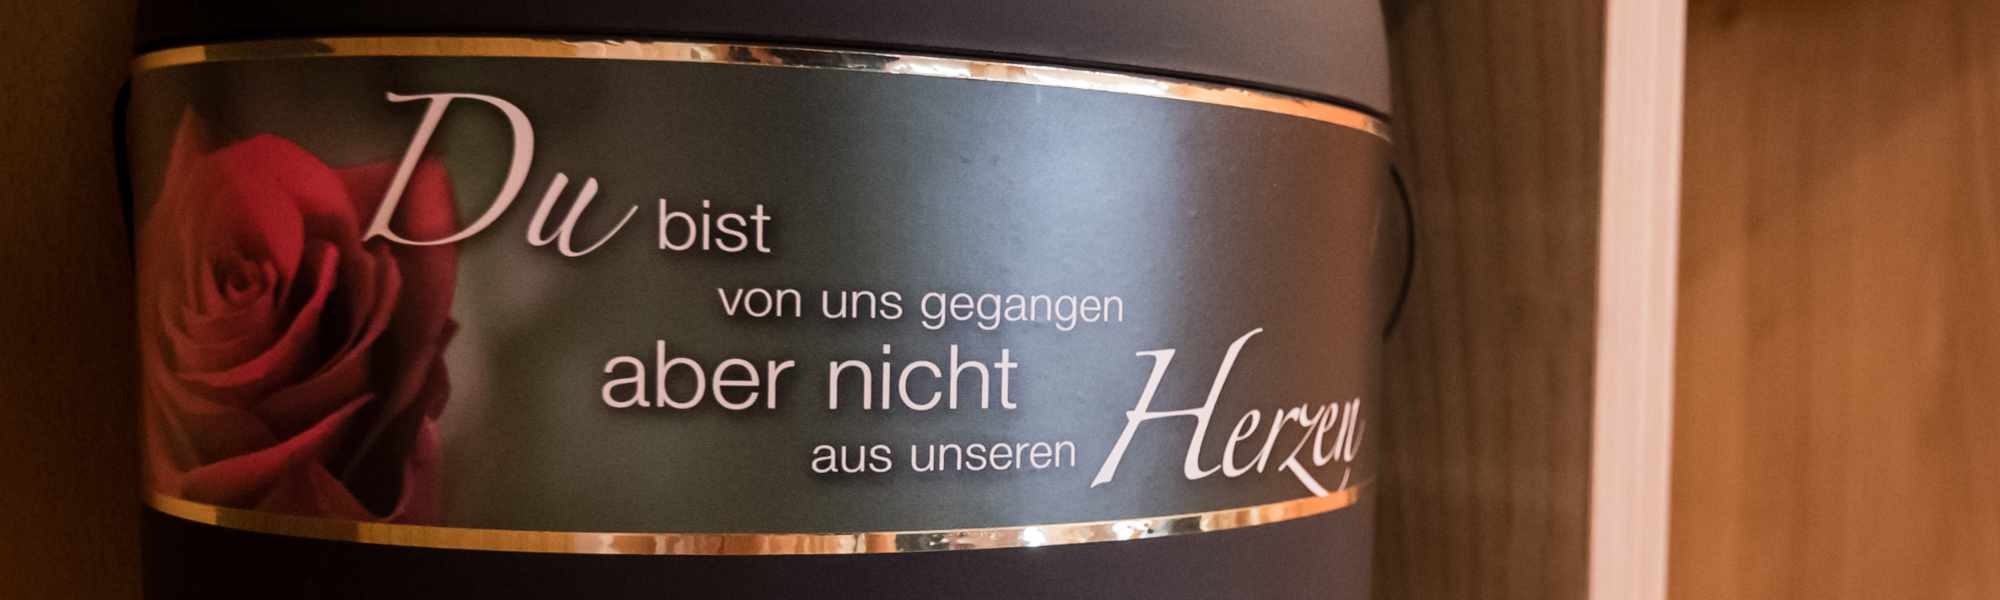 Du bist
von uns gegangen
aber nicht
aus unseren Herzen